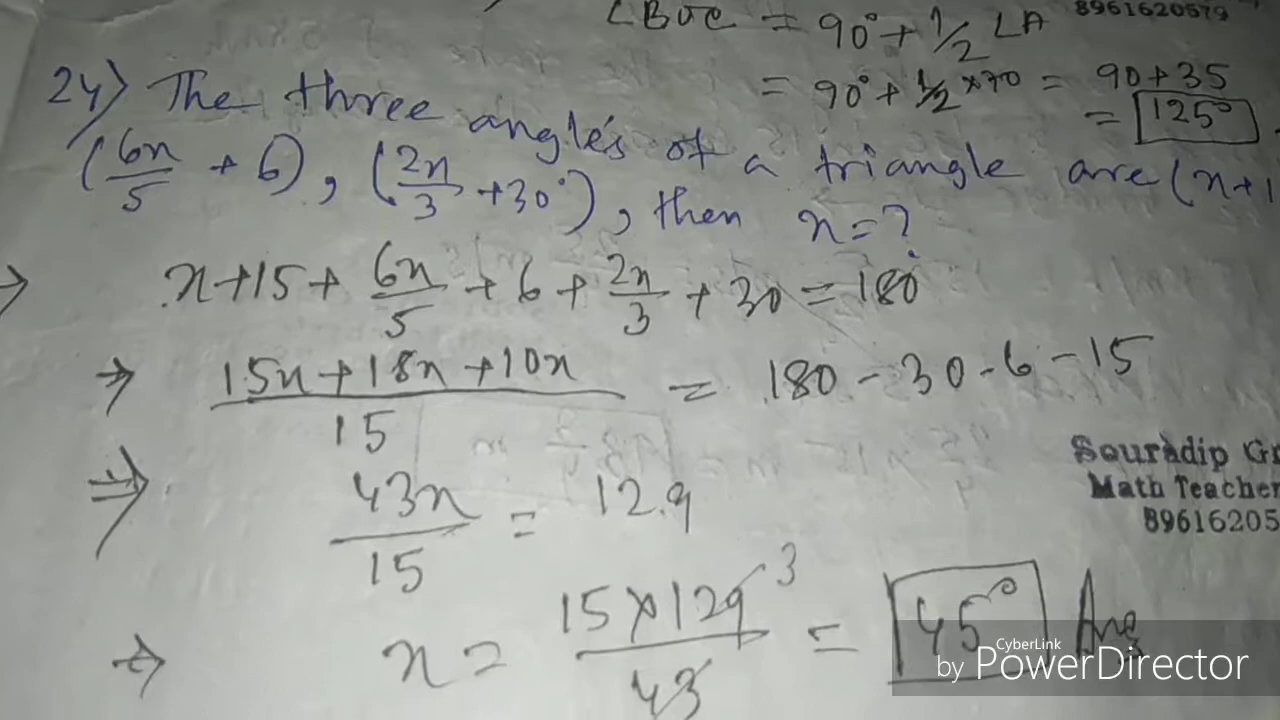 ∠BOC = 90° + 1/2 ∠A
8961620579
= 90° + 1/2 × 70 = 90 + 35
= 125°
24) The three angles of a triangle are (x+1
(6x/5 + 6), (2x/3 + 30°), then x = ?
→ x + 15 + 6x/5 + 6 + 2x/3 + 30 = 180°
⇒ (15x + 18x + 10x)/15 = 180 - 30 - 6 - 15
⇒ 43x/15 = 129
⇒ x = (15 × 129)/43 3 = 45° Ans
Souradip G
Math Teacher
89616205
CyberLink
by PowerDirector